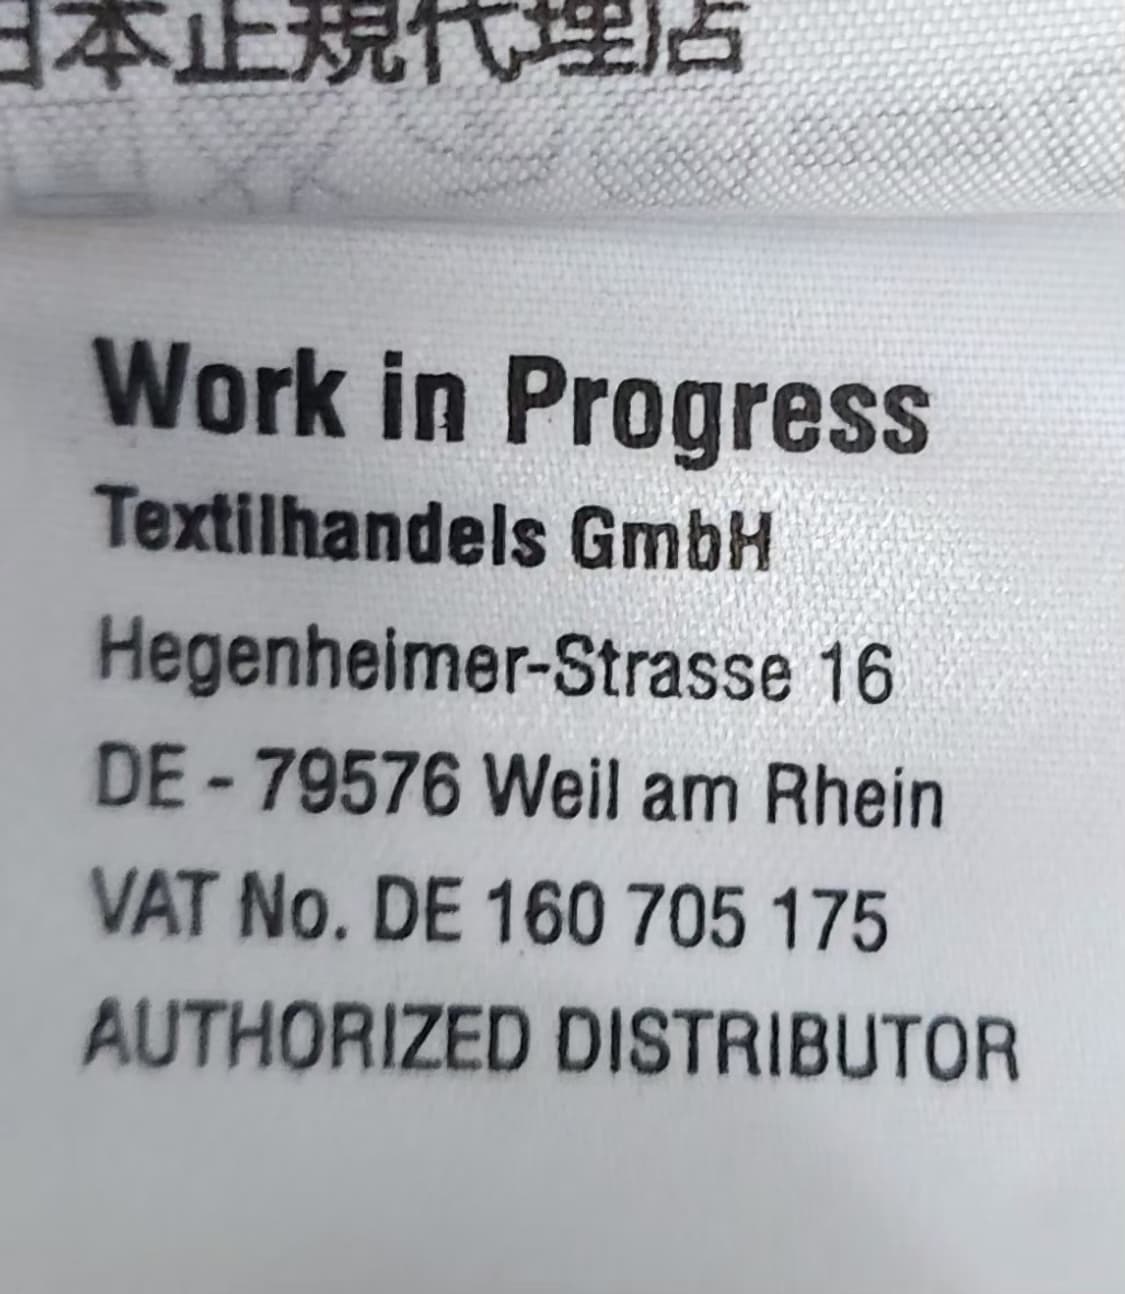 日本正規代理店
Work in Progress
Textilhandels GmbH
Hegenheimer-Strasse 16
DE - 79576 Weil am Rhein
VAT No. DE 160 705 175
AUTHORIZED DISTRIBUTOR